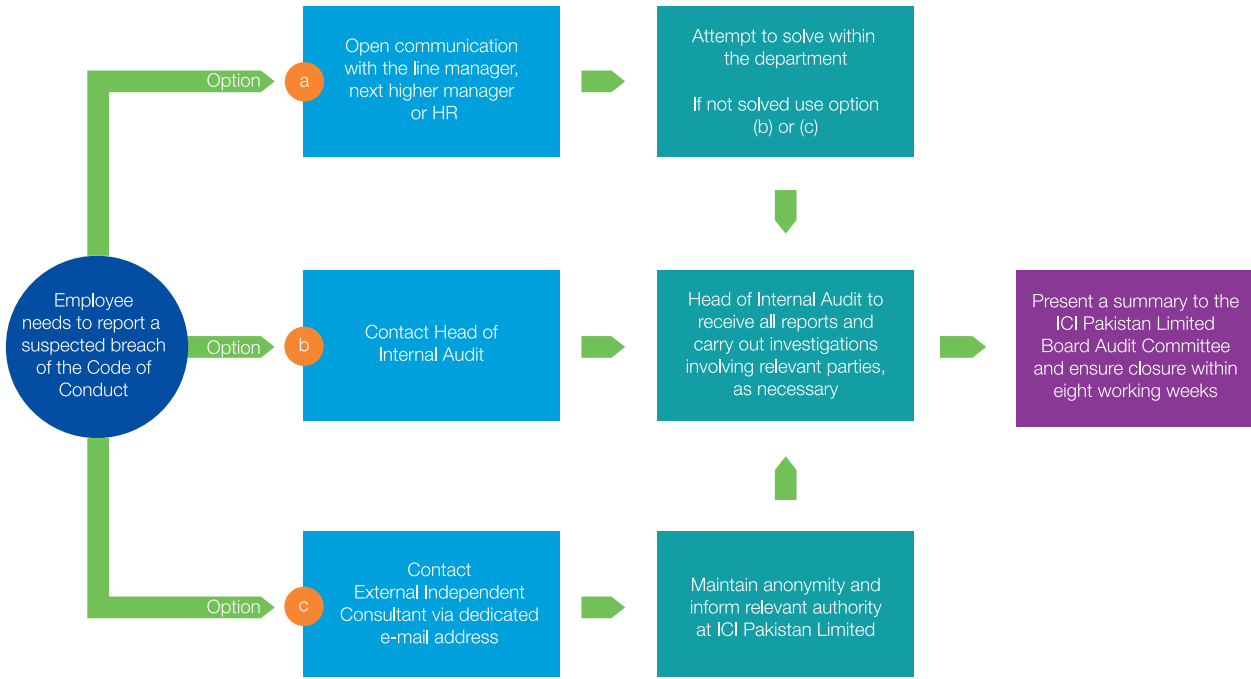 Option
a
Open communication
with the line manager,
next higher manager
or HR
Attempt to solve within
the department
If not solved use option
(b) or (c)
Employee
needs to report a
suspected breach
of the Code of
Conduct
Option
b
Contact Head of
Internal Audit
Head of Internal Audit to
receive all reports and
carry out investigations
involving relevant parties,
as necessary
Present a summary to the
ICI Pakistan Limited
Board Audit Committee
and ensure closure within
eight working weeks
Option
c
Contact
External Independent
Consultant via dedicated
e-mail address
Maintain anonymity and
inform relevant authority
at ICI Pakistan Limited